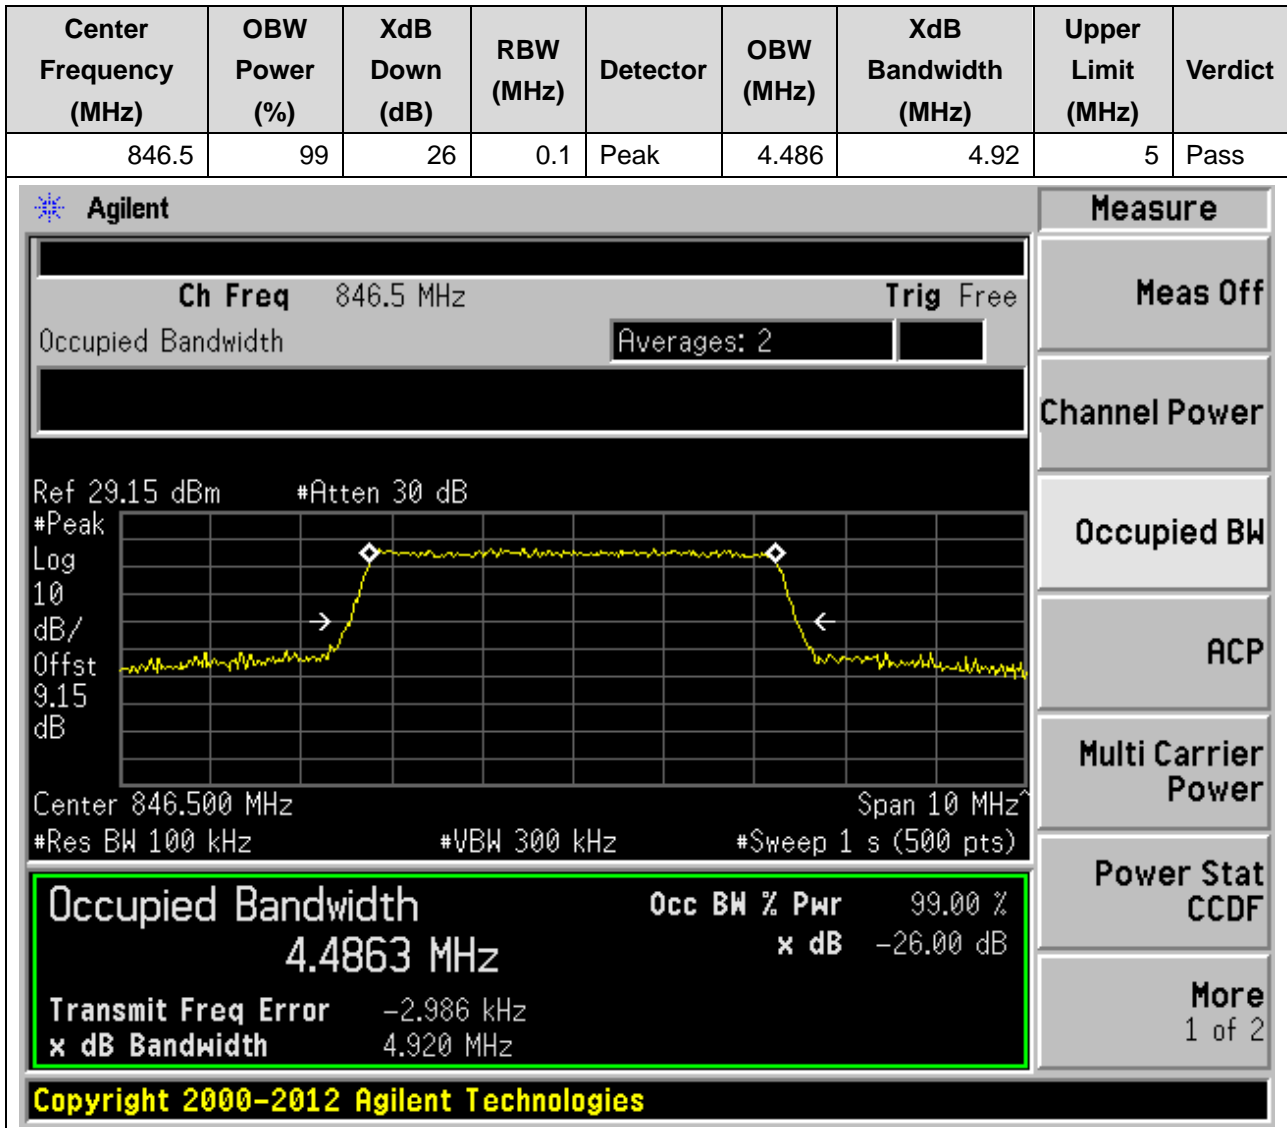 Center Frequency (MHz) OBW Power (%) XdB Down (dB) RBW (MHz) Detector OBW (MHz) XdB Bandwidth (MHz) Upper Limit (MHz) Verdict
846.5 99 26 0.1 Peak 4.486 4.92 5 Pass
Agilent
Measure
Ch Freq 846.5 MHz Trig Free
Meas Off
Occupied Bandwidth Averages: 2
Channel Power
Ref 29.15 dBm #Atten 30 dB
#Peak
Log
10
dB/
Offst
9.15
dB
Occupied BW
ACP
Multi Carrier
Power
Center 846.500 MHz Span 10 MHz^
#Res BW 100 kHz #VBW 300 kHz #Sweep 1 s (500 pts)
Power Stat
CCDF
Occupied Bandwidth Occ BW % Pwr 99.00 %
4.4863 MHz x dB -26.00 dB
Transmit Freq Error -2.986 kHz
x dB Bandwidth 4.920 MHz
More
1 of 2
Copyright 2000-2012 Agilent Technologies